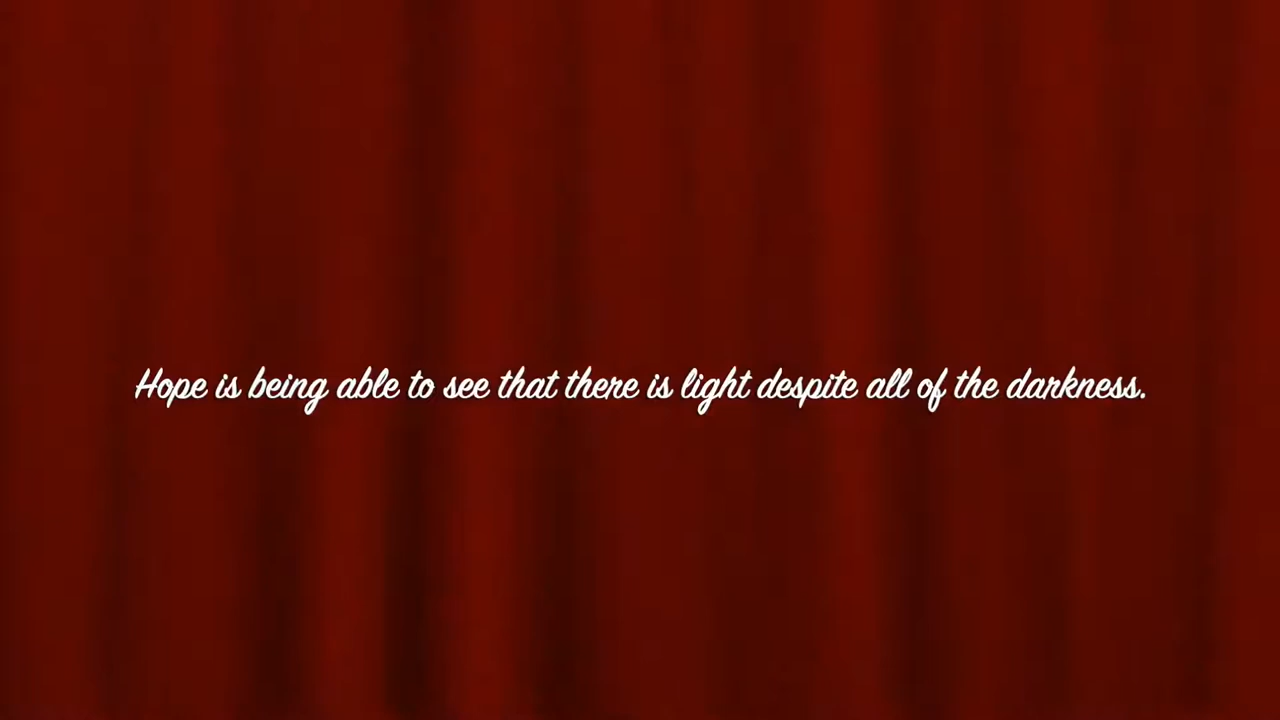 Hope is being able to see that there is light despite all of the darkness.